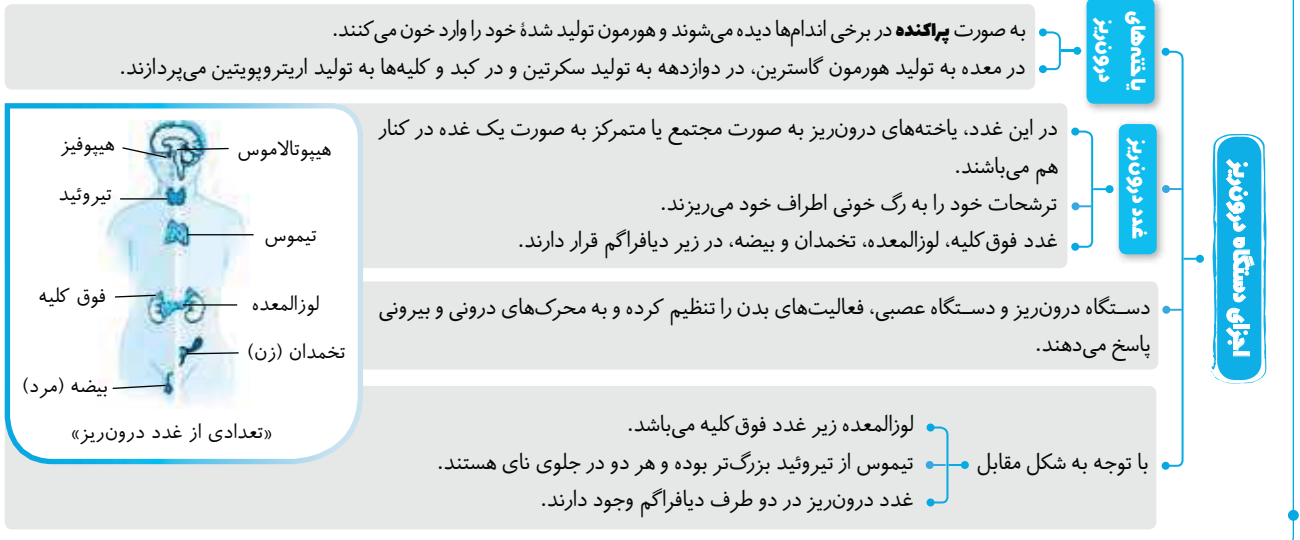 اجزای دستگاه درون‌ریز
یاخته‌های
درون‌ریز
به صورت پراکنده در برخی اندام‌ها دیده می‌شوند و هورمون تولید شدۀ خود را وارد خون می‌کنند.
در معده به تولید هورمون گاسترین، در دوازدهه به تولید سکرتین و در کبد و کلیه‌ها به تولید اریتروپویتین می‌پردازند.
غدد درون‌ریز
در این غدد، یاخته‌های درون‌ریز به صورت مجتمع یا متمرکز به صورت یک غده در کنار
هم می‌باشند.
ترشحات خود را به رگ خونی اطراف خود می‌ریزند.
غدد فوق‌کلیه، لوزالمعده، تخمدان و بیضه، در زیر دیافراگم قرار دارند.
دستگاه درون‌ریز و دستگاه عصبی، فعالیت‌های بدن را تنظیم کرده و به محرک‌های درونی و بیرونی
پاسخ می‌دهند.
با توجه به شکل مقابل
لوزالمعده زیر غدد فوق‌کلیه می‌باشد.
تیموس از تیروئید بزرگ‌تر بوده و هر دو در جلوی نای هستند.
غدد درون‌ریز در دو طرف دیافراگم وجود دارند.
هیپوتالاموس
هیپوفیز
تیروئید
تیموس
فوق کلیه
لوزالمعده
تخمدان (زن)
بیضه (مرد)
«تعدادی از غدد درون‌ریز»